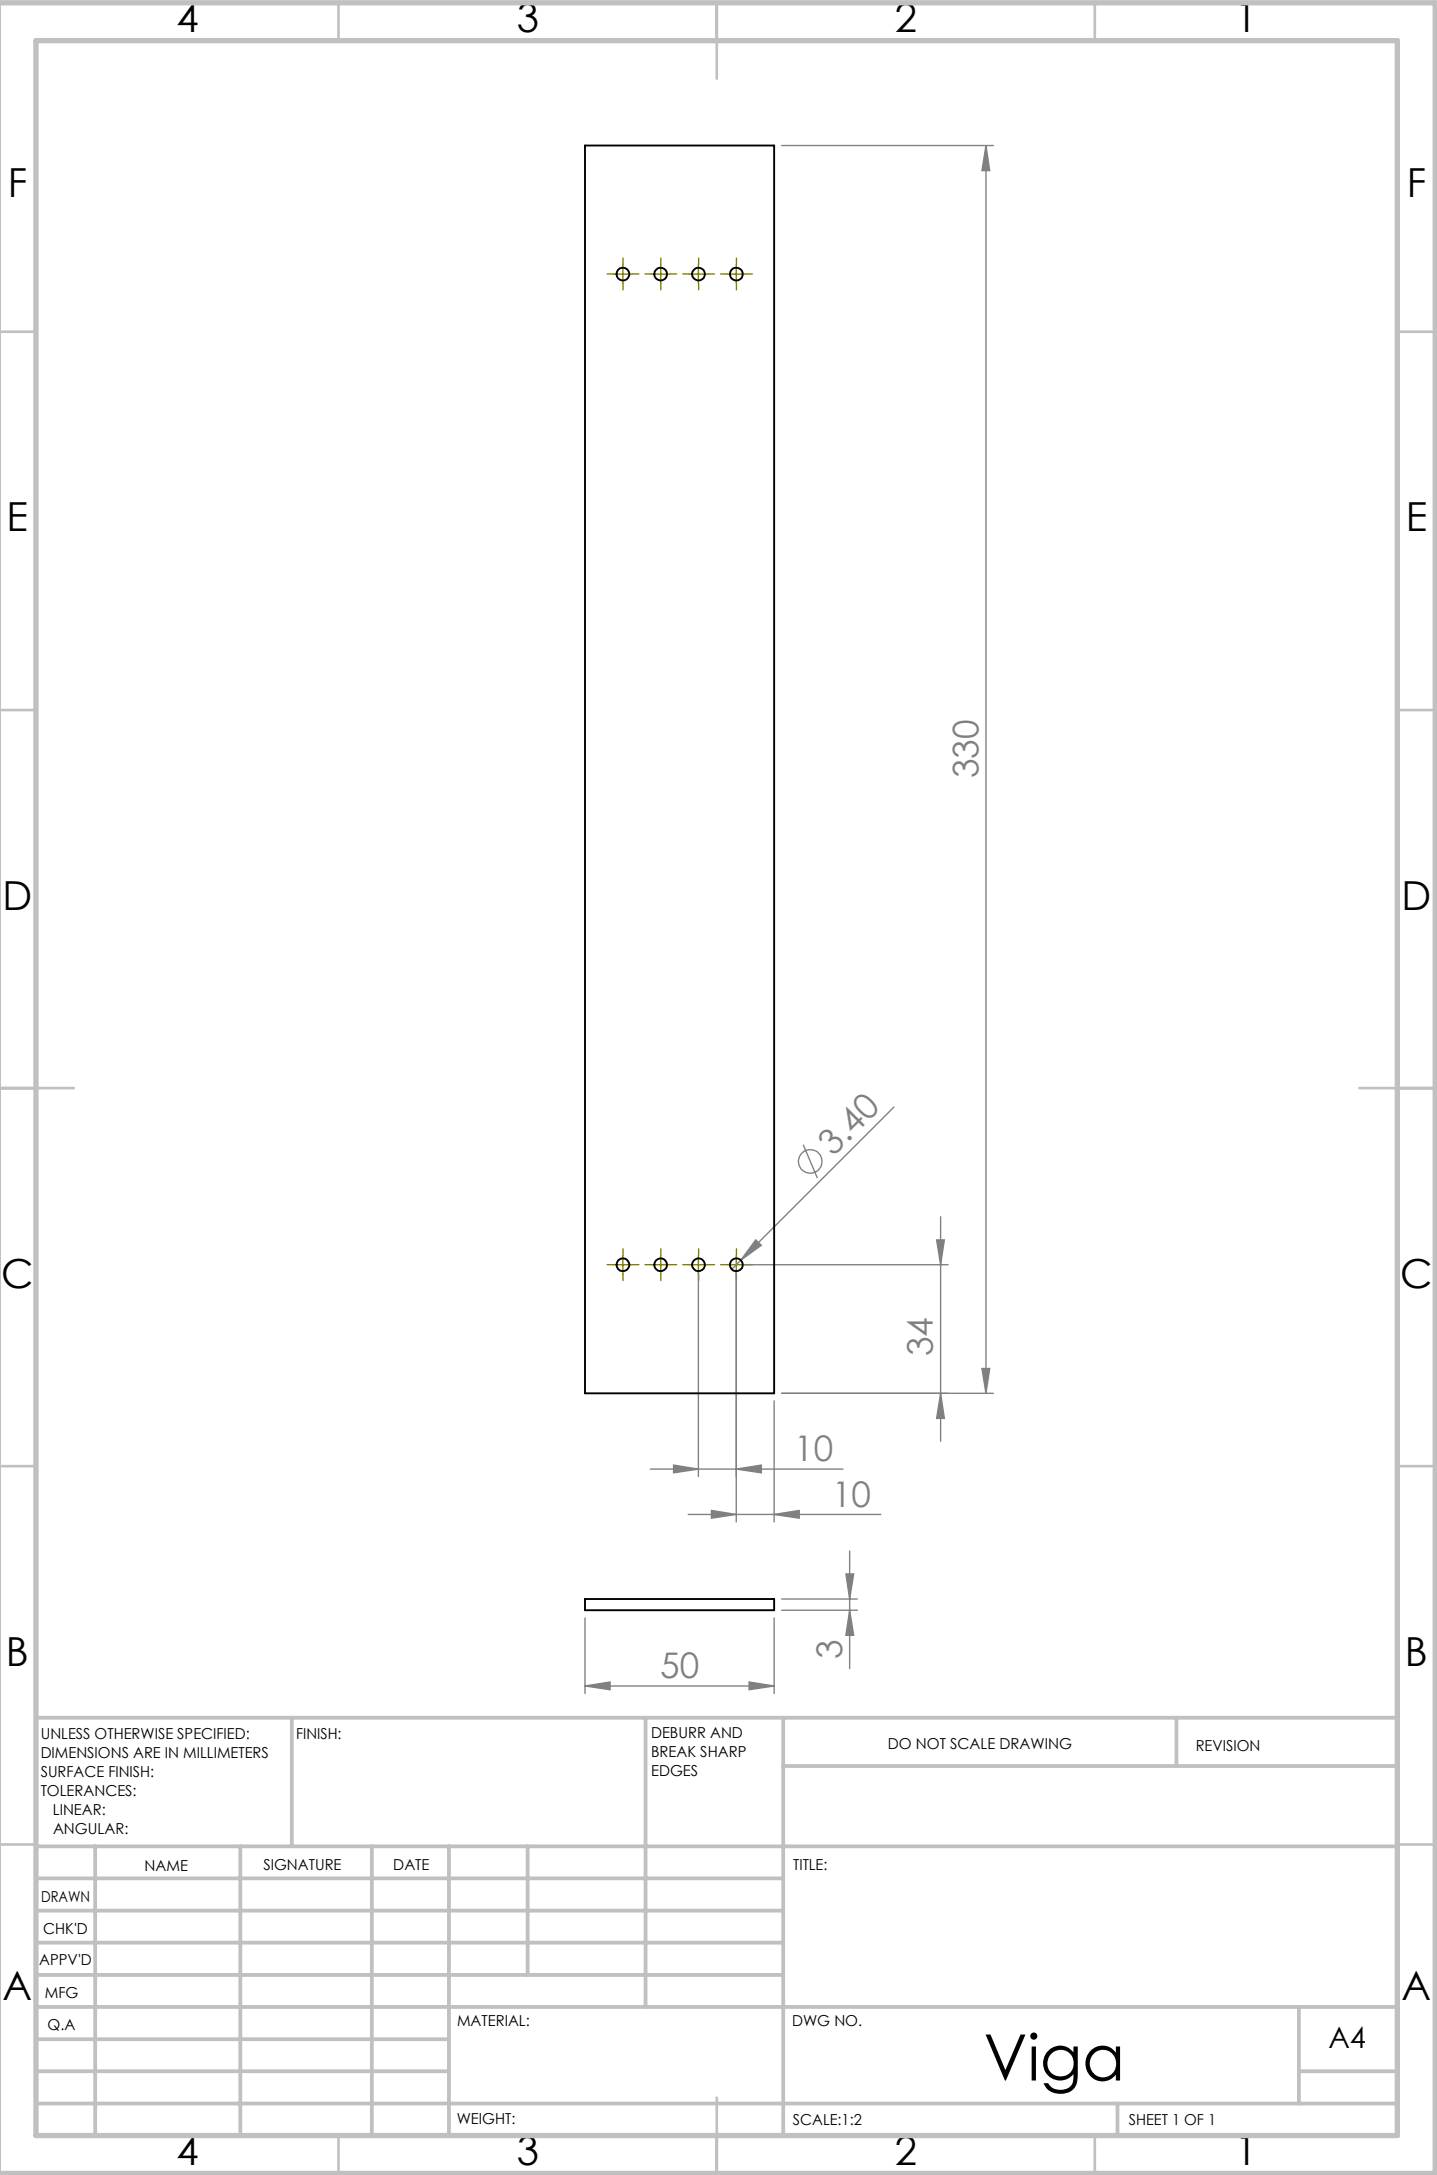 4 3 2 1
F F
E E
330
D D
⌀3.40
C C
34
10
10
B B
3
50
UNLESS OTHERWISE SPECIFIED:
DIMENSIONS ARE IN MILLIMETERS
SURFACE FINISH:
TOLERANCES:
LINEAR:
ANGULAR:
FINISH:
DEBURR AND
BREAK SHARP
EDGES
DO NOT SCALE DRAWING
REVISION
NAME SIGNATURE DATE
TITLE:
DRAWN
CHK'D
APPV'D
A A
MFG
Q.A
MATERIAL:
DWG NO.
Viga
A4
WEIGHT:
SCALE:1:2
SHEET 1 OF 1
4 3 2 1